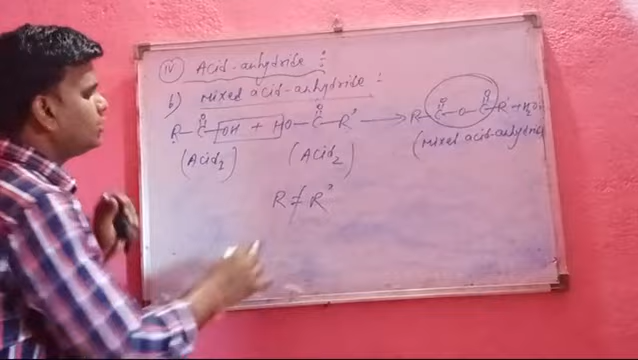 (IV) Acid-anhydride :
b) mixed acid-anhydride :
O O O O
R-C-OH + HO-C-R' → R-C-O-C-R' + H₂O
(Acid₁) (Acid₂) (mixed acid-anhydride
R ≠ R'